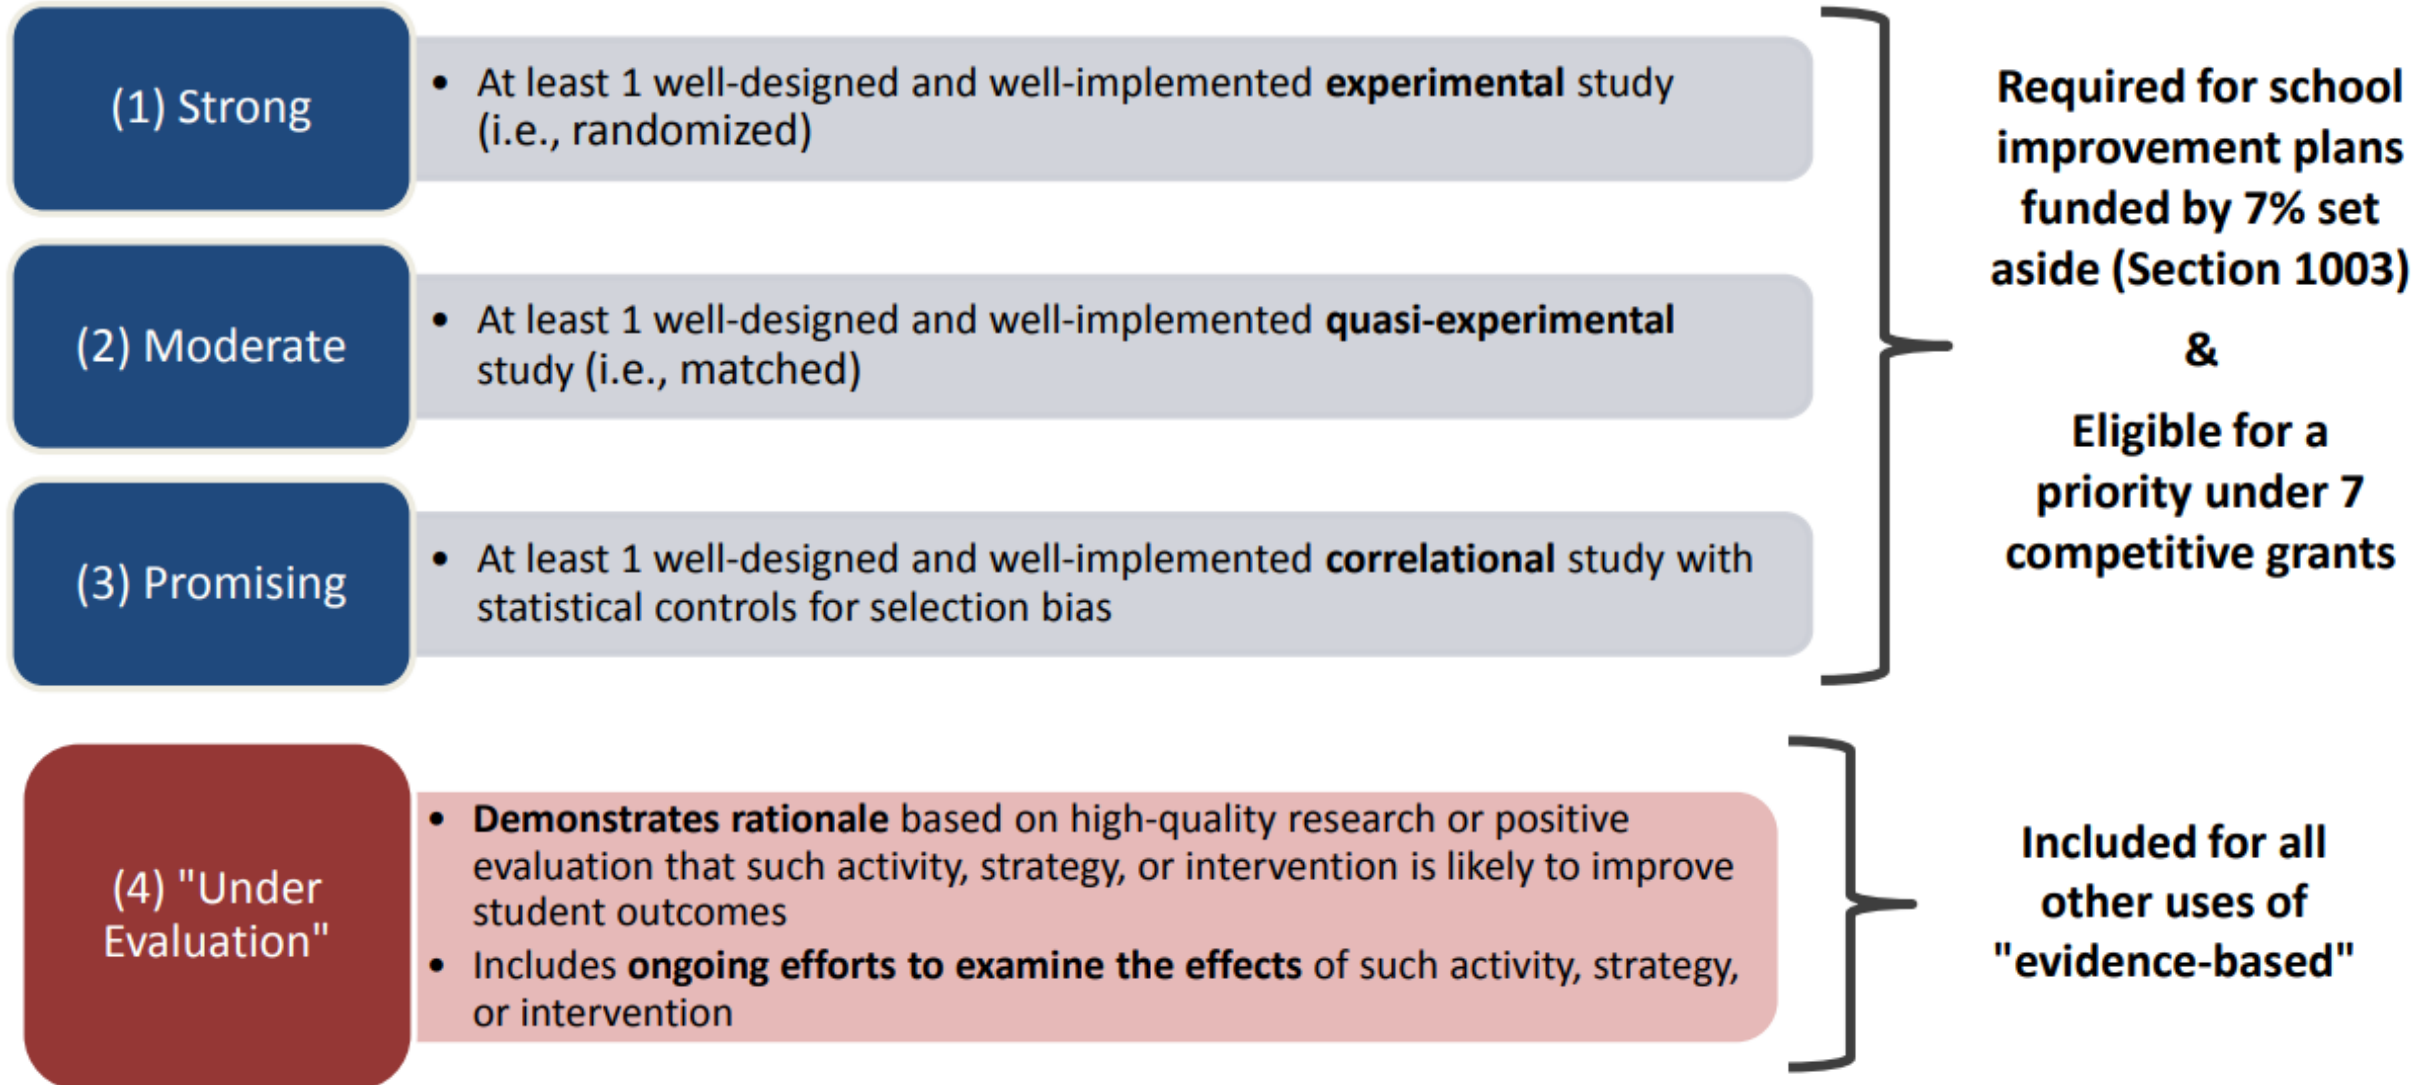 (1) Strong
• At least 1 well-designed and well-implemented experimental study
(i.e., randomized)
(2) Moderate
• At least 1 well-designed and well-implemented quasi-experimental
study (i.e., matched)
(3) Promising
• At least 1 well-designed and well-implemented correlational study with
statistical controls for selection bias
Required for school
improvement plans
funded by 7% set
aside (Section 1003)
&
Eligible for a
priority under 7
competitive grants
(4) "Under
Evaluation"
• Demonstrates rationale based on high-quality research or positive
evaluation that such activity, strategy, or intervention is likely to improve
student outcomes
• Includes ongoing efforts to examine the effects of such activity, strategy,
or intervention
Included for all
other uses of
"evidence-based"